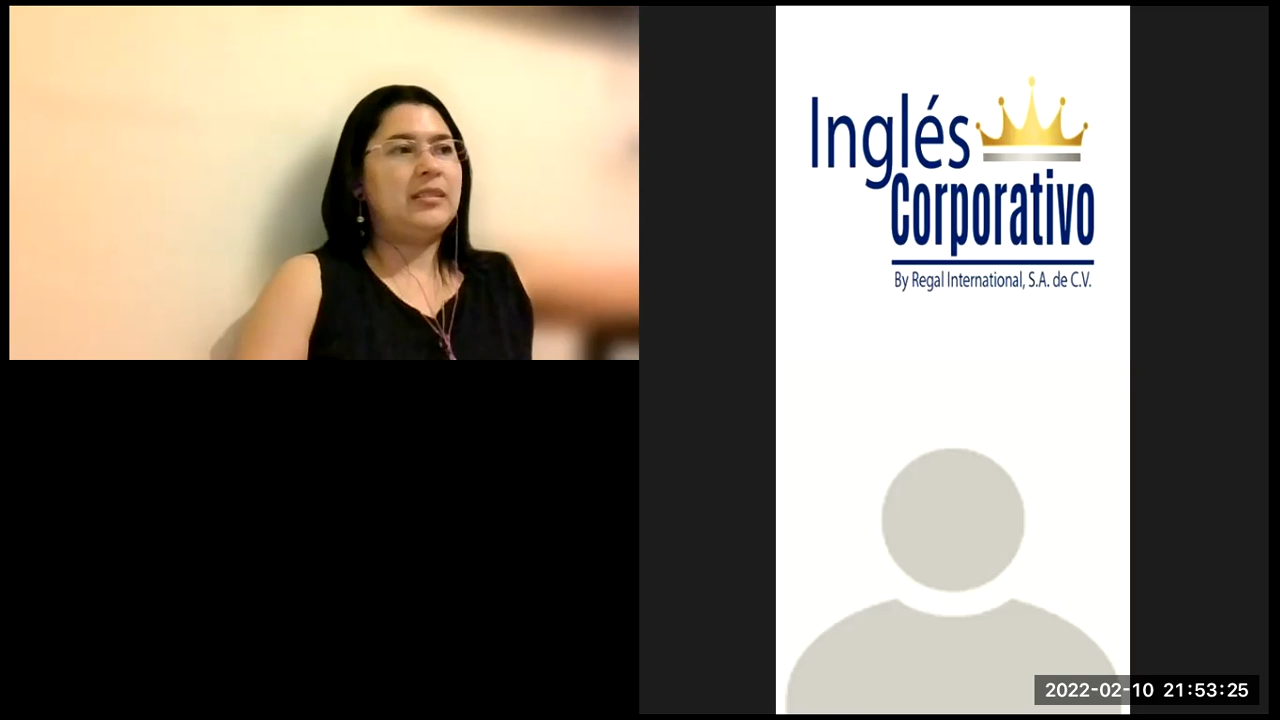 Inglés
Corporativo
By Regal International, S.A. de C.V.
2022-02-10 21:53:25